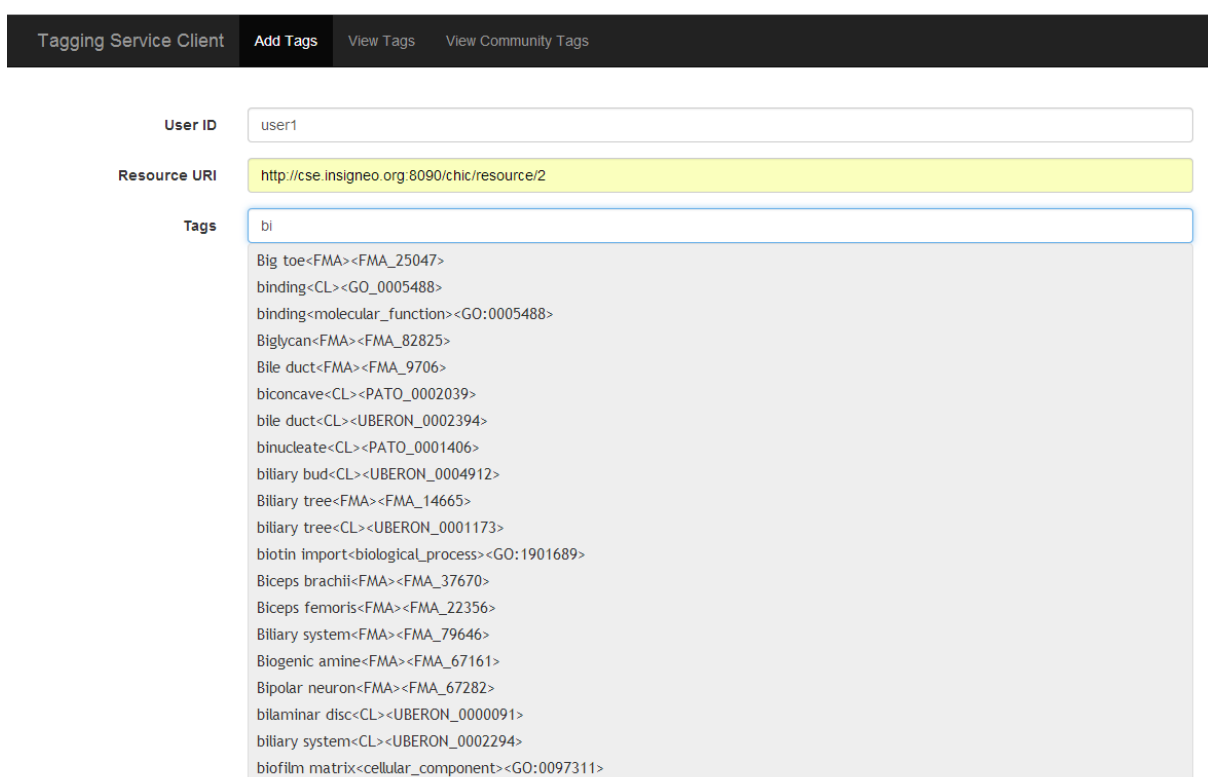 Tagging Service Client Add Tags View Tags View Community Tags
User ID user1
Resource URI http://cse.insigneo.org:8090/chic/resource/2
Tags bi
Big toe<FMA><FMA_25047>
binding<CL><GO_0005488>
binding<molecular_function><GO:0005488>
Biglycan<FMA><FMA_82825>
Bile duct<FMA><FMA_9706>
biconcave<CL><PATO_0002039>
bile duct<CL><UBERON_0002394>
binucleate<CL><PATO_0001406>
biliary bud<CL><UBERON_0004912>
Biliary tree<FMA><FMA_14665>
biliary tree<CL><UBERON_0001173>
biotin import<biological_process><GO:1901689>
Biceps brachii<FMA><FMA_37670>
Biceps femoris<FMA><FMA_22356>
Biliary system<FMA><FMA_79646>
Biogenic amine<FMA><FMA_67161>
Bipolar neuron<FMA><FMA_67282>
bilaminar disc<CL><UBERON_0000091>
biliary system<CL><UBERON_0002294>
biofilm matrix<cellular_component><GO:0097311>